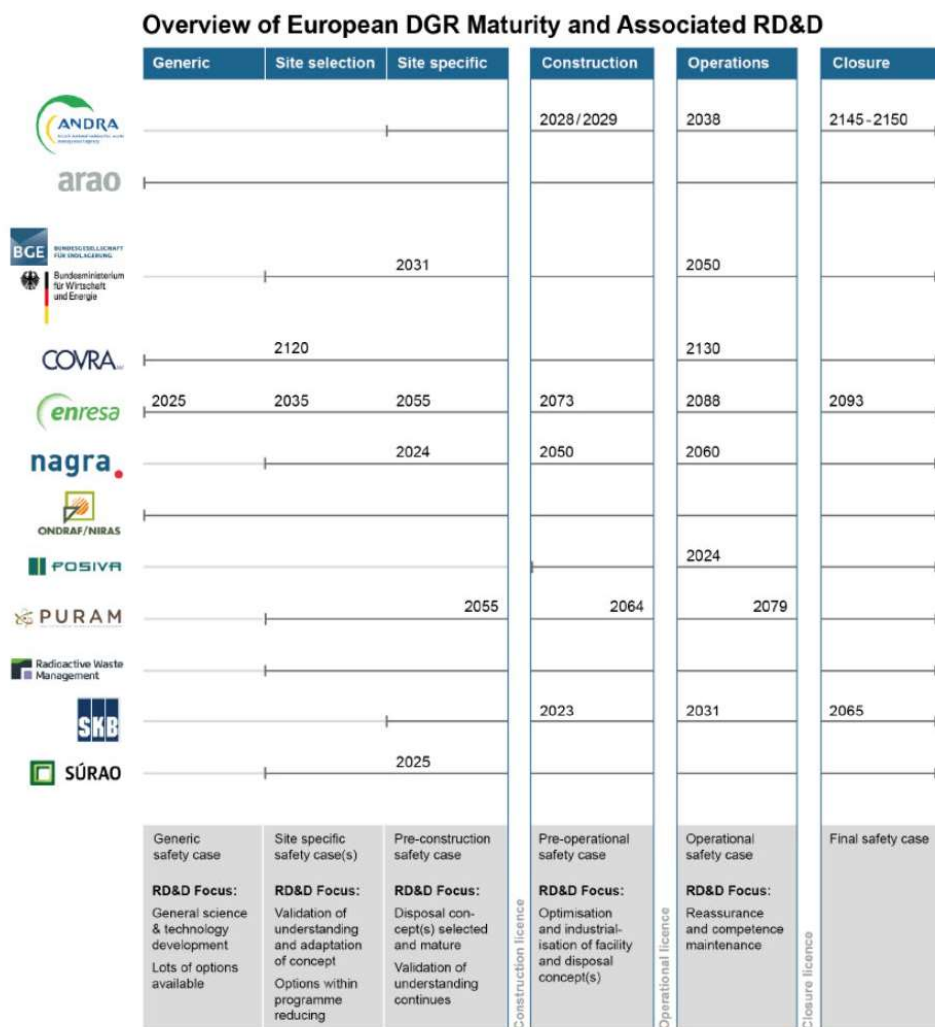 Overview of European DGR Maturity and Associated RD&D
Generic Site selection Site specific Construction Operations Closure
ANDRA
2028/2029 2038 2145-2150
arao
BGE BUNDESGESELLSCHAFT
FÜR ENDLAGERUNG
Bundesministerium
für Wirtschaft
und Energie
2031 2050
COVRA
2120 2130
enresa
2025 2035 2055 2073 2088 2093
nagra.
2024 2050 2060
ONDRAF/NIRAS
POSIVA
2024
PURAM
2055 2064 2079
Radioactive Waste
Management
SKB
2023 2031 2065
SÚRAO
2025
Generic
safety case
RD&D Focus:
General science
& technology
development
Lots of options
available
Site specific
safety case(s)
RD&D Focus:
Validation of
understanding
and adaptation
of concept
Options within
programme
reducing
Pre-construction
safety case
RD&D Focus:
Disposal con-
cept(s) selected
and mature
Validation of
understanding
continues
Construction licence
Pre-operational
safety case
RD&D Focus:
Optimisation
and industrial-
isation of facility
and disposal
concept(s)
Operational licence
Operational
safety case
RD&D Focus:
Reassurance
and competence
maintenance
Closure licence
Final safety case